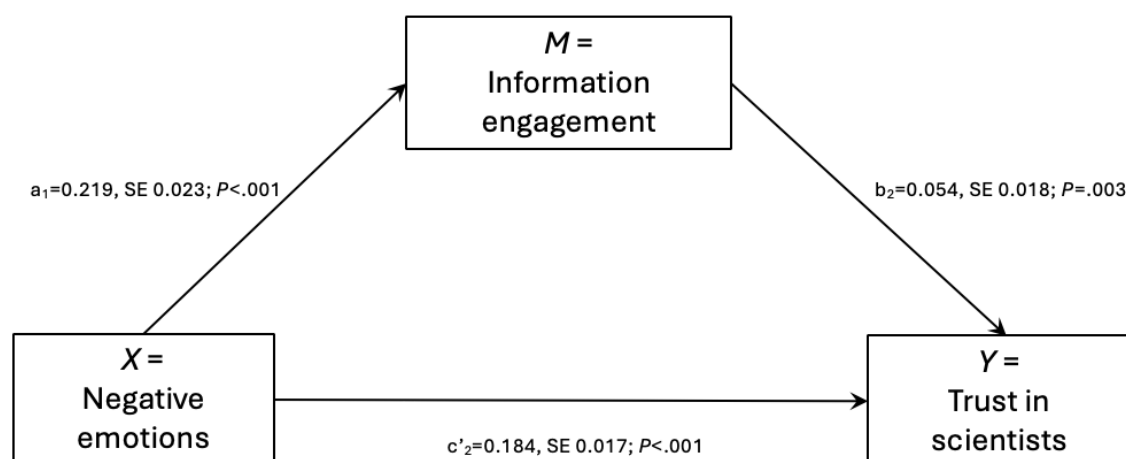 M =
Information
engagement
a₁=0.219, SE 0.023; P<.001
b₂=0.054, SE 0.018; P=.003
X =
Negative
emotions
Y =
Trust in
scientists
c’₂=0.184, SE 0.017; P<.001